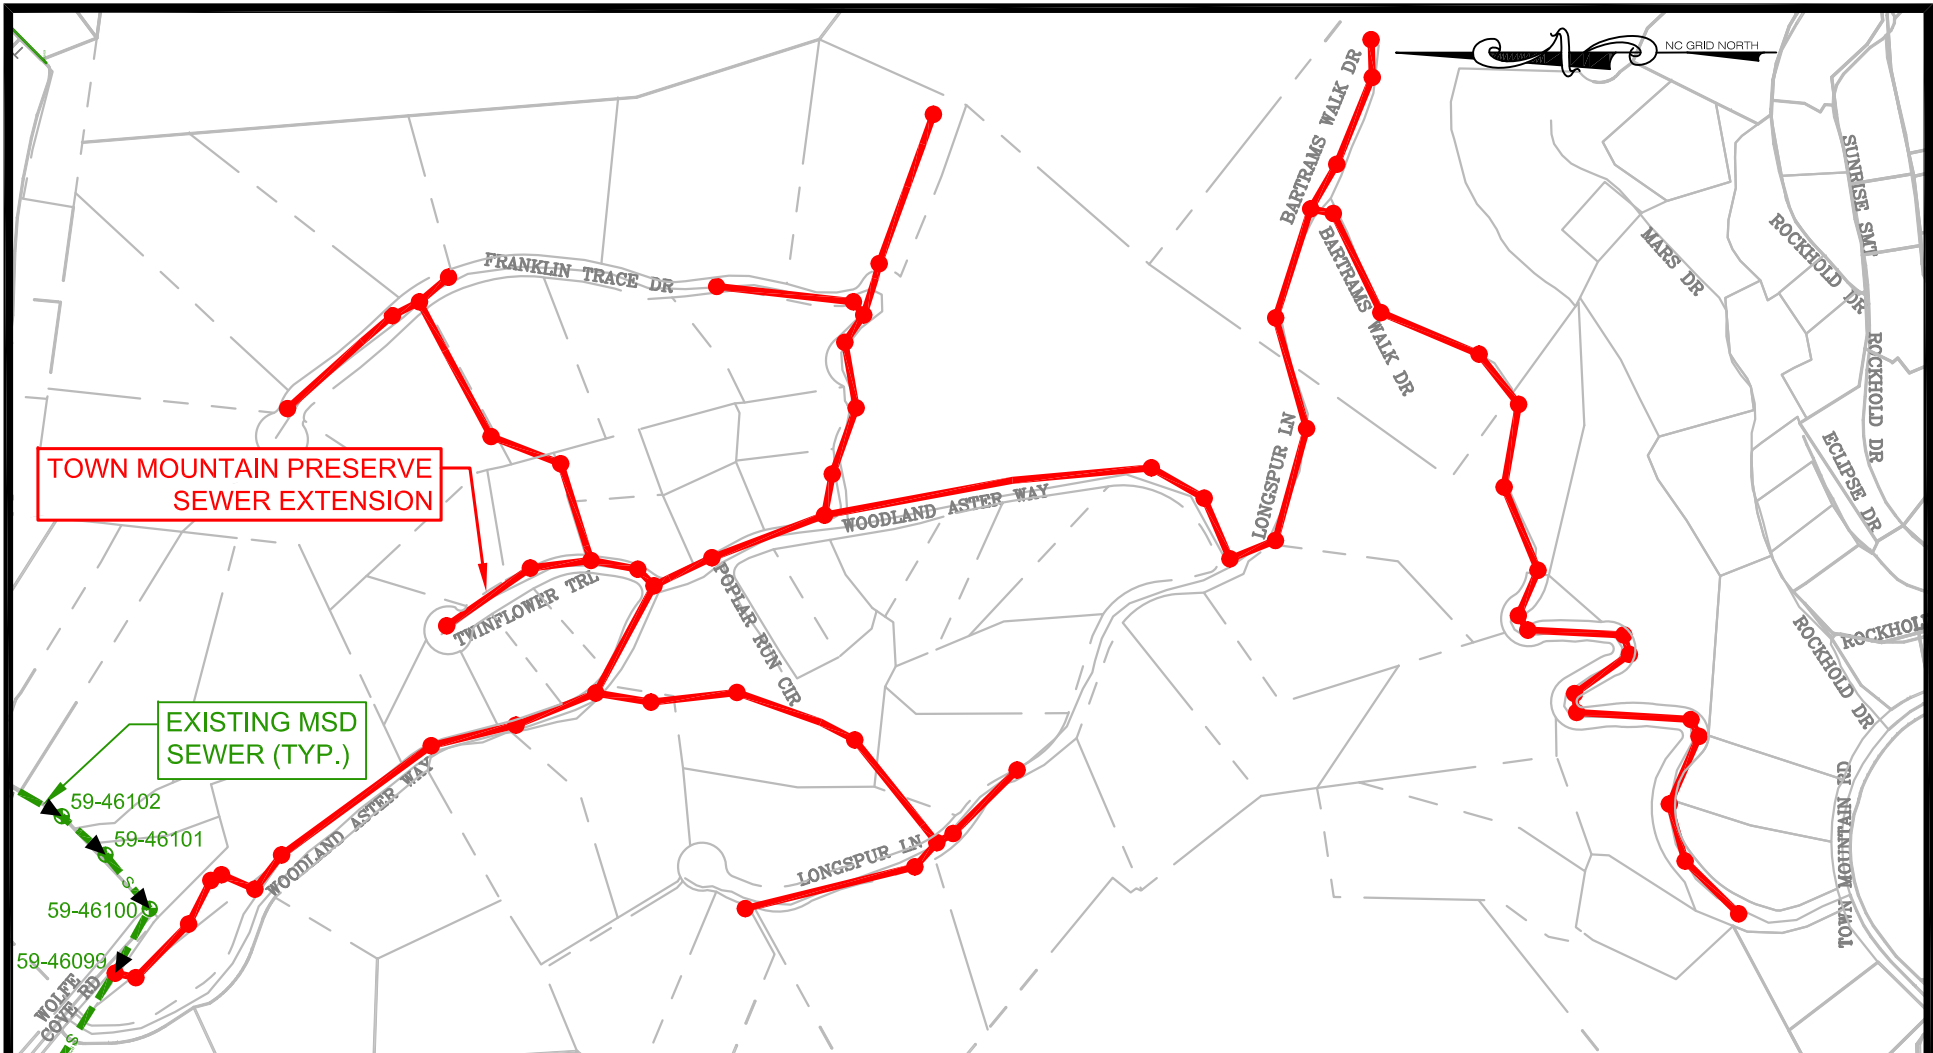 NC GRID NORTH
BARTRAMS WALK DR
SUNRISE SMT
ROCKHOLD DR
MARS DR
BARTRAMS WALK DR
FRANKLIN TRACE DR
ROCKHOLD DR
ECLIPSE DR
LONGSPUR LN
TOWN MOUNTAIN PRESERVE
SEWER EXTENSION
WOODLAND ASTER WAY
TWINFLOWER TRL
POPLAR RUN CIR
ROCKHOL
ROCKHOLD DR
EXISTING MSD
SEWER (TYP.)
59-46102
59-46101
S
59-46100
59-46099
WOODLAND ASTER WAY
LONGSPUR LN
TOWN MOUNTAIN RD
WOLFE
COVE RD
S